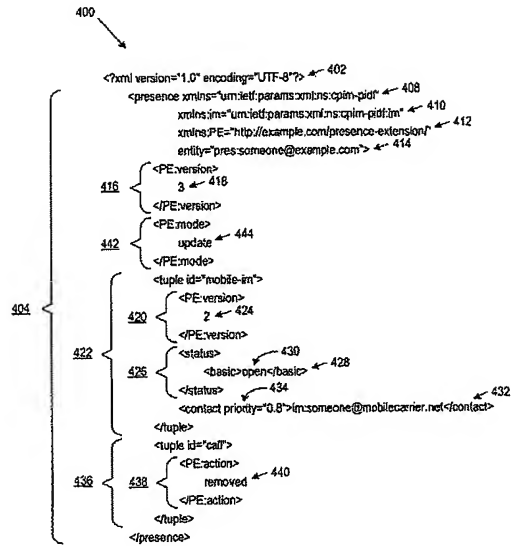 400
<?xml version="1.0" encoding="UTF-8"?> 402
<presence xmlns="urn:ietf:params:xml:ns:cpim-pidf" 408
xmlns:im="urn:ietf:params:xml:ns:cpim-pidf:im" 410
xmlns:PE="http://example.com/presence-extension/" 412
entity="pres:someone@example.com"> 414
<PE:version>
416 3 418
</PE:version>
<PE:mode>
442 update 444
</PE:mode>
<tuple id="mobile-im">
<PE:version>
404 420 2 424
</PE:version>
422 <status> 430
426 <basic>open</basic> 428
</status> 434
<contact priority="0.8">im:someone@mobilecarrier.net</contact> 432
</tuple>
<tuple id="call">
<PE:action>
436 438 removed 440
</PE:action>
</tuple>
</presence>